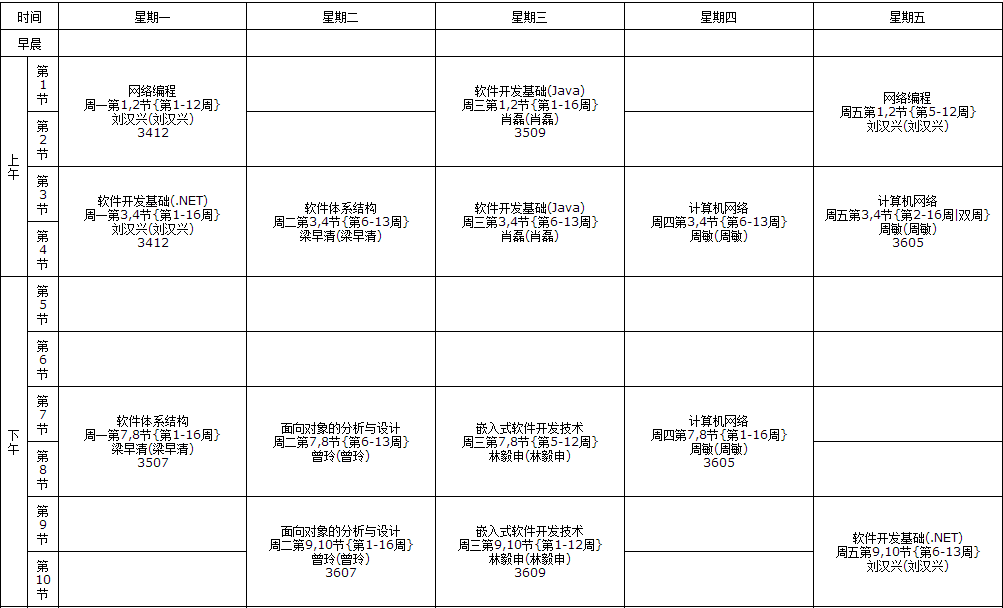 时间 星期一 星期二 星期三 星期四 星期五
早晨
上午
第1节
网络编程
周一第1,2节{第1-12周}
刘汉兴(刘汉兴)
3412
软件开发基础(Java)
周三第1,2节{第1-16周}
肖磊(肖磊)
3509
网络编程
周五第1,2节{第5-12周}
刘汉兴(刘汉兴)
第2节
第3节
软件开发基础(.NET)
周一第3,4节{第1-16周}
刘汉兴(刘汉兴)
3412
软件体系结构
周二第3,4节{第6-13周}
梁早清(梁早清)
软件开发基础(Java)
周三第3,4节{第6-13周}
肖磊(肖磊)
计算机网络
周四第3,4节{第6-13周}
周敏(周敏)
计算机网络
周五第3,4节{第2-16周|双周}
周敏(周敏)
3605
第4节
下午
第5节
第6节
第7节
软件体系结构
周一第7,8节{第1-16周}
梁早清(梁早清)
3507
面向对象的分析与设计
周二第7,8节{第6-13周}
曾玲(曾玲)
嵌入式软件开发技术
周三第7,8节{第5-12周}
林毅申(林毅申)
计算机网络
周四第7,8节{第1-16周}
周敏(周敏)
3605
第8节
第9节
面向对象的分析与设计
周二第9,10节{第1-16周}
曾玲(曾玲)
3607
嵌入式软件开发技术
周三第9,10节{第1-12周}
林毅申(林毅申)
3609
软件开发基础(.NET)
周五第9,10节{第6-13周}
刘汉兴(刘汉兴)
第10节